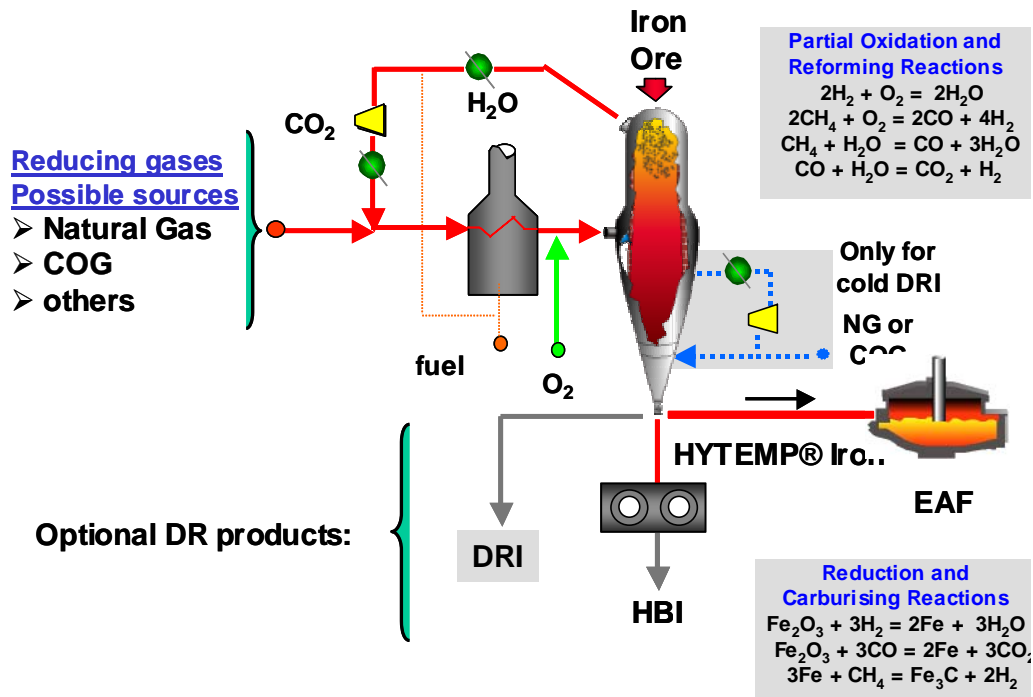 Iron
Ore
Partial Oxidation and
Reforming Reactions
2H₂ + O₂ = 2H₂O
2CH₄ + O₂ = 2CO + 4H₂
CH₄ + H₂O = CO + 3H₂O
CO + H₂O = CO₂ + H₂
H₂O
CO₂
Reducing gases
Possible sources
➢ Natural Gas
➢ COG
➢ others
Only for
cold DRI
NG or
fuel
O₂
HYTEMP®
EAF
Optional DR products:
DRI
HBI
Reduction and
Carburising Reactions
Fe₂O₃ + 3H₂ = 2Fe + 3H₂O
Fe₂O₃ + 3CO = 2Fe + 3CO₂
3Fe + CH₄ = Fe₃C + 2H₂